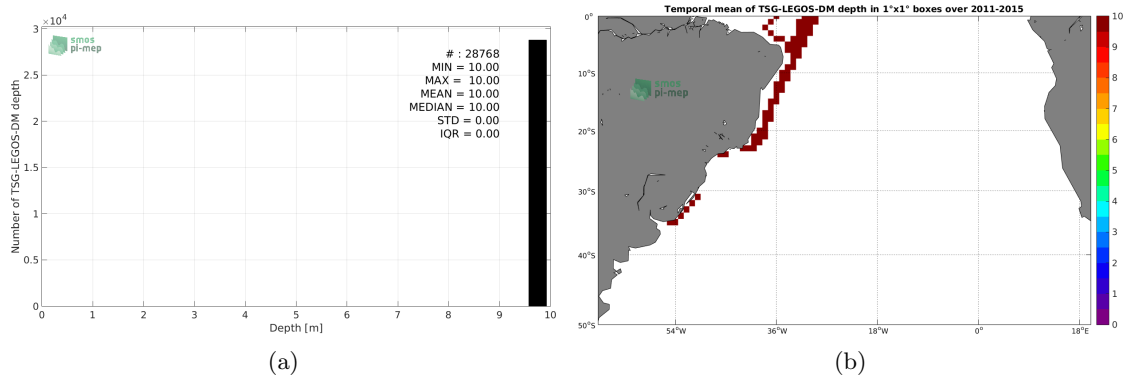 ×10⁴
3
2.5
2
1.5
1
0.5
0
Number of TSG-LEGOS-DM depth
smos
pi-mep
# : 28768
MIN = 10.00
MAX = 10.00
MEAN = 10.00
MEDIAN = 10.00
STD = 0.00
IQR = 0.00
0 1 2 3 4 5 6 7 8 9 10
Depth [m]
(a)
Temporal mean of TSG-LEGOS-DM depth in 1°x1° boxes over 2011-2015
0°
10°S
20°S
30°S
40°S
50°S
smos
pi-mep
54°W 36°W 18°W 0° 18°E
10
9
8
7
6
5
4
3
2
1
0
(b)